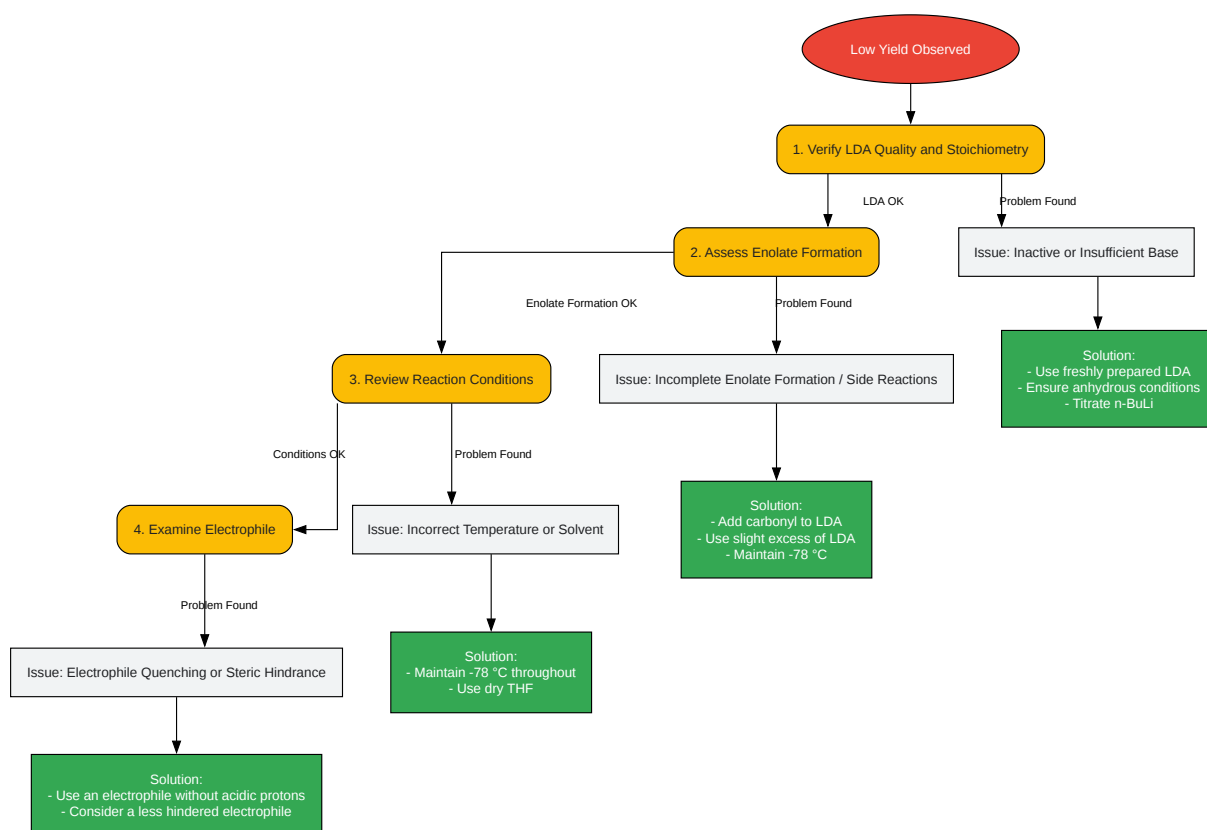 Low Yield Observed
1. Verify LDA Quality and Stoichiometry
LDA OK
Problem Found
2. Assess Enolate Formation
Issue: Inactive or Insufficient Base
Enolate Formation OK
Problem Found
Solution:
- Use freshly prepared LDA
- Ensure anhydrous conditions
- Titrate n-BuLi
3. Review Reaction Conditions
Issue: Incomplete Enolate Formation / Side Reactions
Conditions OK
Problem Found
Solution:
- Add carbonyl to LDA
- Use slight excess of LDA
- Maintain -78 °C
4. Examine Electrophile
Issue: Incorrect Temperature or Solvent
Problem Found
Solution:
- Maintain -78 °C throughout
- Use dry THF
Issue: Electrophile Quenching or Steric Hindrance
Solution:
- Use an electrophile without acidic protons
- Consider a less hindered electrophile